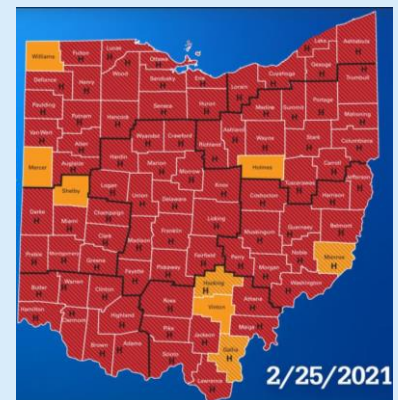 Williams
Fulton
Lucas
H
Ottawa
H
Lake
H
Ashtabula
H
Geauga
H
Cuyahoga
H
Trumbull
H
Defiance
H
Henry
H
Wood
H
Sandusky
H
Erie
H
Lorain
H
Paulding
H
Putnam
H
Hancock
H
Seneca
H
Huron
H
Medina
H
Summit
H
Portage
H
Mahoning
H
Van Wert
H
Allen
H
Wyandot
H
Crawford
H
Richland
H
Ashland
H
Wayne
H
Stark
H
Columbiana
H
Mercer
Auglaize
H
Hardin
H
Marion
H
Morrow
H
Holmes
Tuscarawas
H
Carroll
H
Jefferson
H
Shelby
Logan
H
Union
H
Delaware
H
Knox
H
Coshocton
H
Harrison
H
Darke
H
Miami
H
Champaign
H
Clark
H
Madison
H
Franklin
H
Licking
H
Muskingum
H
Guernsey
H
Belmont
H
Preble
H
Montgomery
H
Greene
H
Fayette
H
Pickaway
H
Fairfield
H
Perry
H
Morgan
H
Noble
H
Monroe
H
Butler
H
Warren
H
Clinton
H
Ross
H
Hocking
H
Vinton
Athens
H
Washington
H
Hamilton
H
Clermont
H
Highland
H
Pike
H
Jackson
H
Meigs
H
Brown
H
Adams
H
Scioto
H
Gallia
H
Lawrence
H
2/25/2021